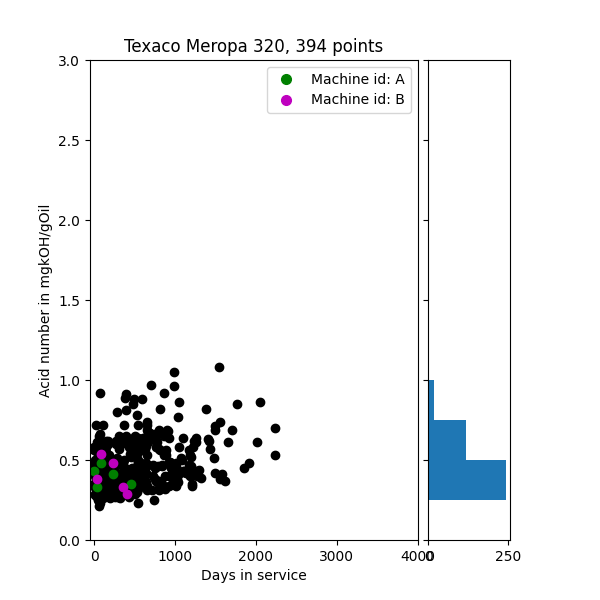 Texaco Meropa 320, 394 points
Machine id: A
Machine id: B
3.0
2.5
2.0
1.5
1.0
0.5
0.0
Acid number in mgkOH/gOil
0 1000 2000 3000 4000
0 250
Days in service